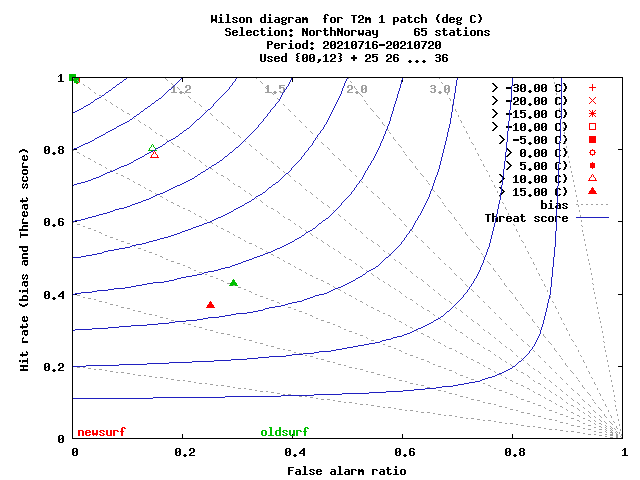 Wilson diagram  for T2m 1 patch (deg C)
Selection: NorthNorway     65 stations
Period: 20210716-20210720
Used {00,12} + 25 26 ... 36
1.2 1.5 2.0 3.0
> -30.00 C)
> -20.00 C)
> -15.00 C)
> -10.00 C)
> -5.00 C)
> 0.00 C)
> 5.00 C)
> 10.00 C)
> 15.00 C)
bias
Threat score
Hit rate (bias and Threat score)
1
0.8
0.6
0.4
0.2
0
newsurf oldsurf
0 0.2 0.4 0.6 0.8 1
False alarm ratio